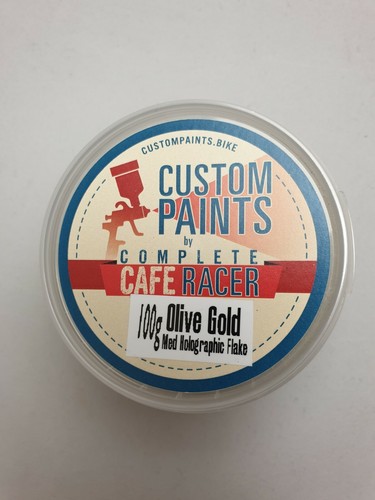 CUSTOMPAINTS.BIKE
CUSTOM
PAINTS
by
COMPLETE
CAFE RACER
100g Olive Gold
Med Holographic Flake